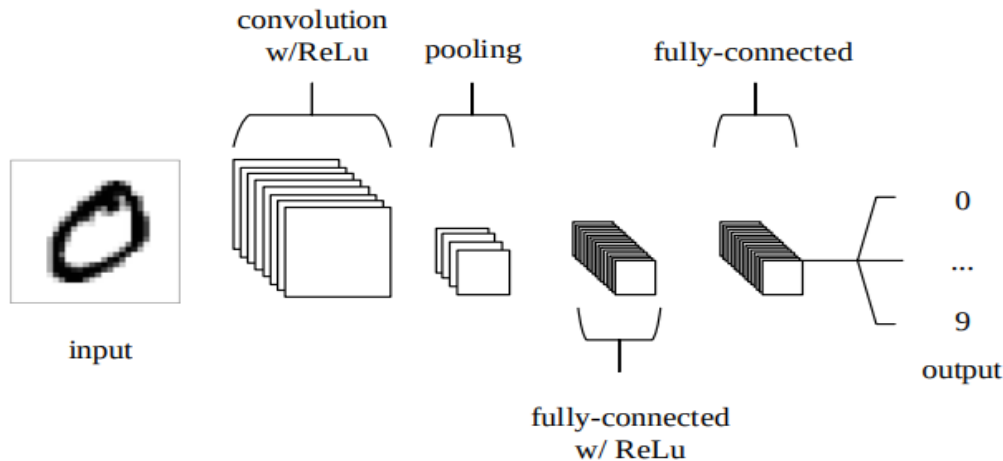 convolution
w/ReLu
pooling
fully-connected
0
...
9
input
output
fully-connected
w/ ReLu